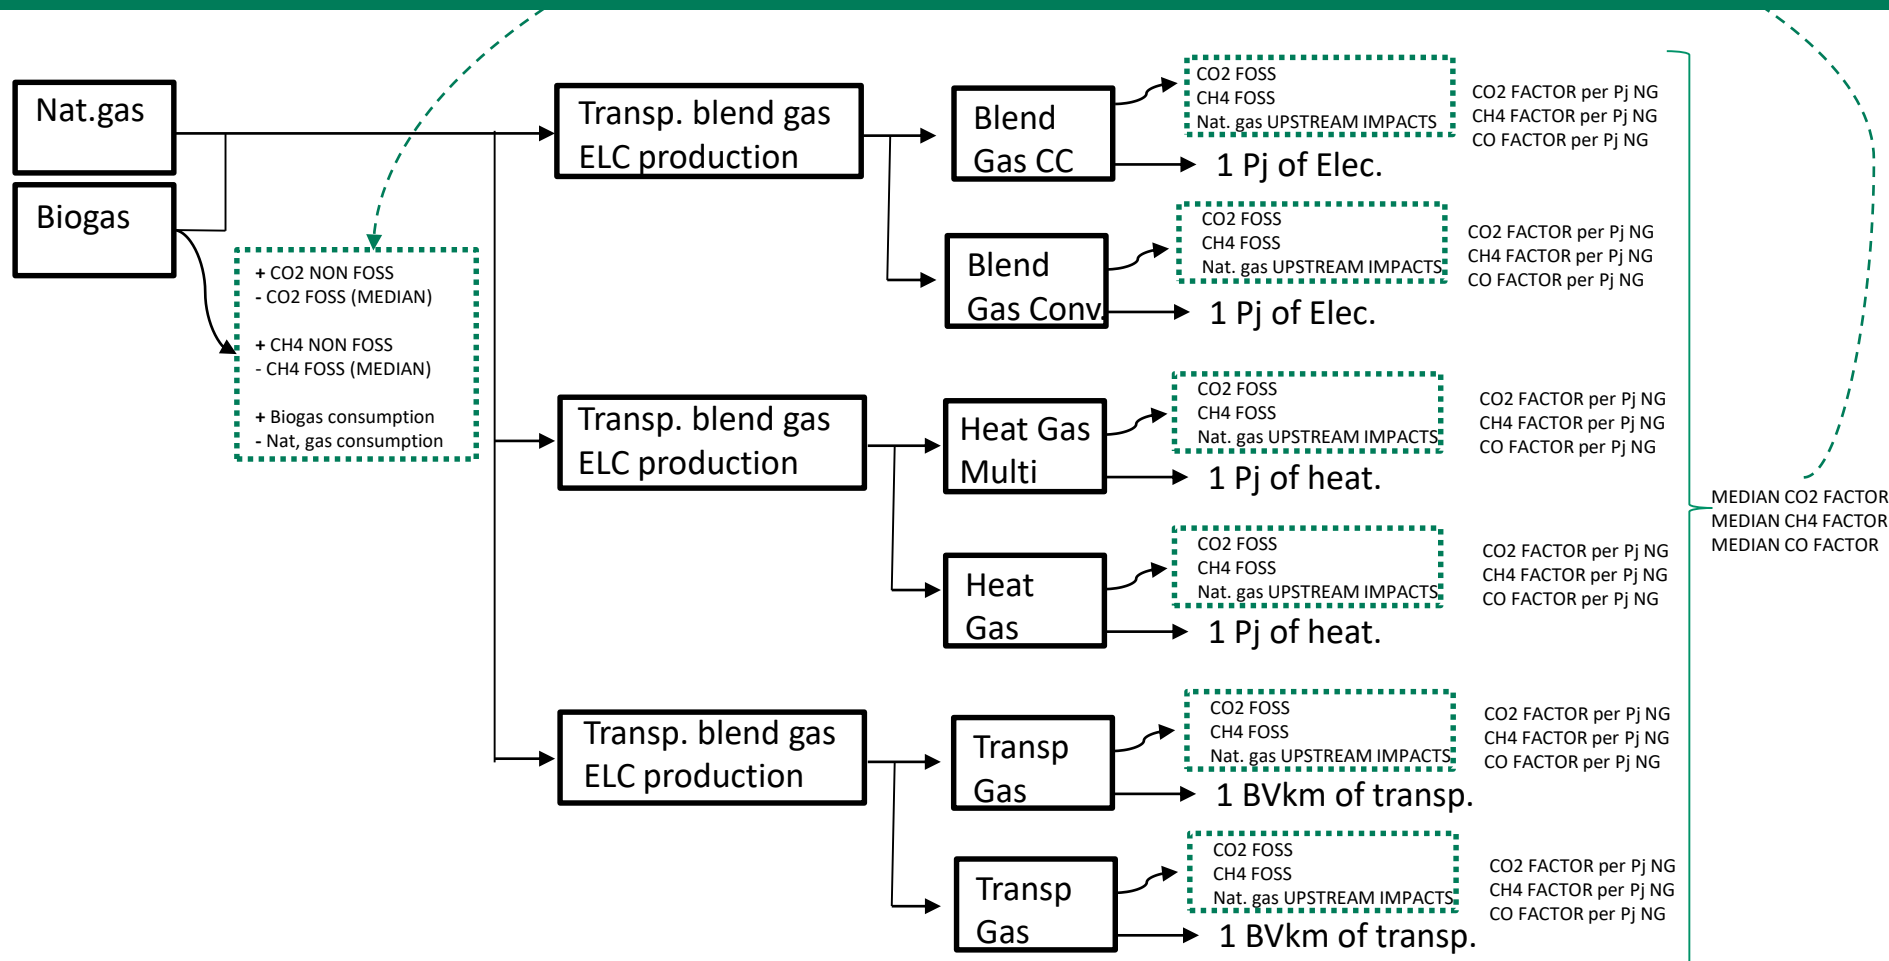 Nat.gas
Biogas
+ CO2 NON FOSS
- CO2 FOSS (MEDIAN)
+ CH4 NON FOSS
- CH4 FOSS (MEDIAN)
+ Biogas consumption
- Nat, gas consumption
Transp. blend gas
ELC production
Blend
Gas CC
CO2 FOSS
CH4 FOSS
Nat. gas UPSTREAM IMPACTS
1 Pj of Elec.
CO2 FACTOR per Pj NG
CH4 FACTOR per Pj NG
CO FACTOR per Pj NG
Blend
Gas Conv.
CO2 FOSS
CH4 FOSS
Nat. gas UPSTREAM IMPACTS
1 Pj of Elec.
CO2 FACTOR per Pj NG
CH4 FACTOR per Pj NG
CO FACTOR per Pj NG
Transp. blend gas
ELC production
Heat Gas
Multi
CO2 FOSS
CH4 FOSS
Nat. gas UPSTREAM IMPACTS
1 Pj of heat.
CO2 FACTOR per Pj NG
CH4 FACTOR per Pj NG
CO FACTOR per Pj NG
Heat
Gas
CO2 FOSS
CH4 FOSS
Nat. gas UPSTREAM IMPACTS
1 Pj of heat.
CO2 FACTOR per Pj NG
CH4 FACTOR per Pj NG
CO FACTOR per Pj NG
Transp. blend gas
ELC production
Transp
Gas
CO2 FOSS
CH4 FOSS
Nat. gas UPSTREAM IMPACTS
1 BVkm of transp.
CO2 FACTOR per Pj NG
CH4 FACTOR per Pj NG
CO FACTOR per Pj NG
Transp
Gas
CO2 FOSS
CH4 FOSS
Nat. gas UPSTREAM IMPACTS
1 BVkm of transp.
CO2 FACTOR per Pj NG
CH4 FACTOR per Pj NG
CO FACTOR per Pj NG
MEDIAN CO2 FACTOR
MEDIAN CH4 FACTOR
MEDIAN CO FACTOR